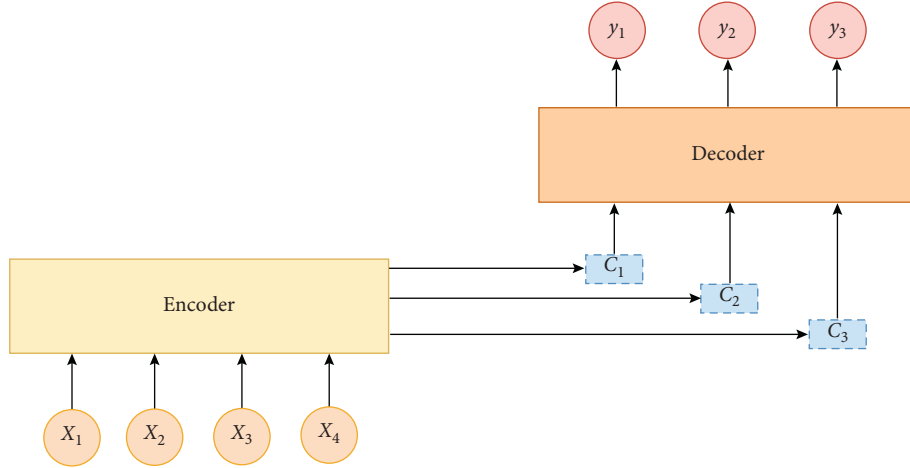 y₁ y₂ y₃
Decoder
C₁
C₂
C₃
Encoder
X₁ X₂ X₃ X₄